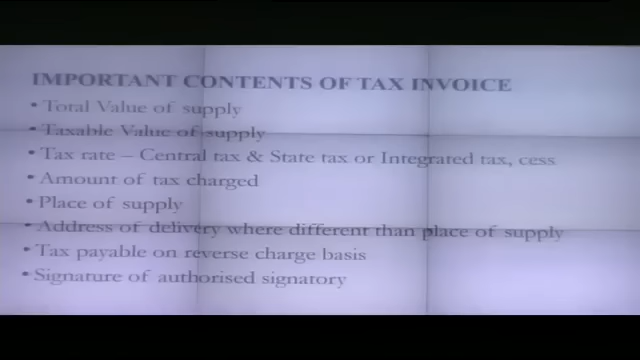 IMPORTANT CONTENTS OF TAX INVOICE
• Total Value of supply
• Taxable Value of supply
• Tax rate – Central tax & State tax or Integrated tax, cess
• Amount of tax charged
• Place of supply
• Address of delivery where different than place of supply
• Tax payable on reverse charge basis
• Signature of authorised signatory